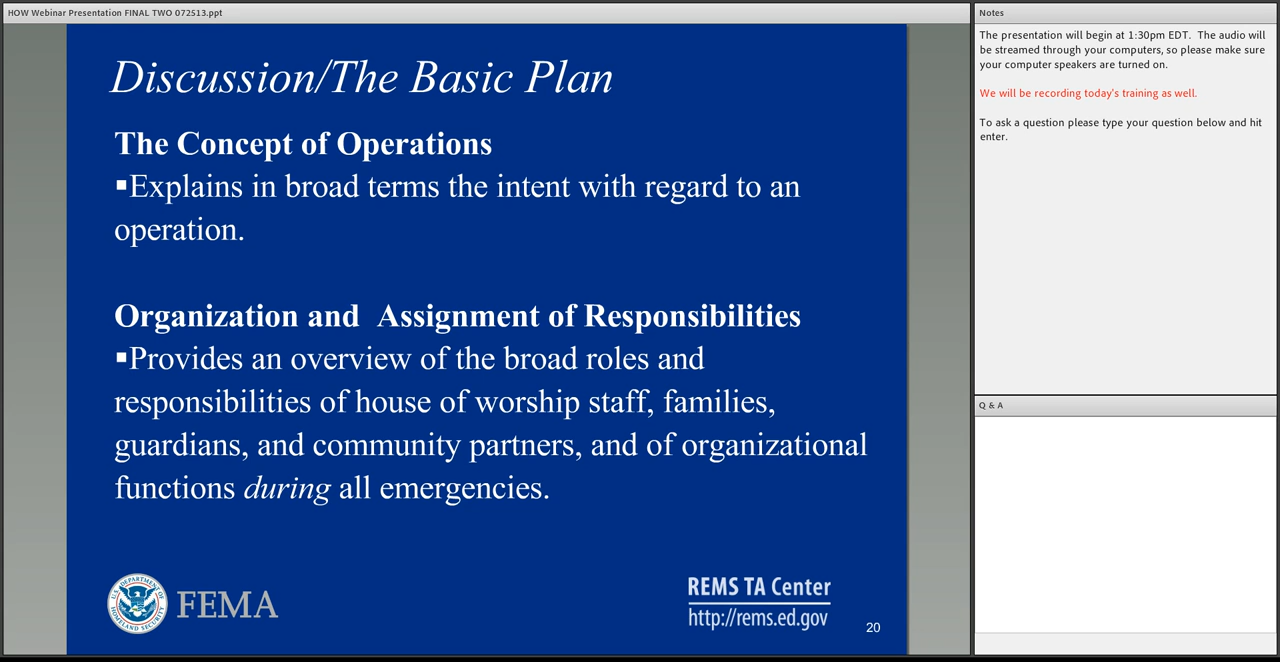 HOW Webinar Presentation FINAL TWO 072513.ppt
Discussion/The Basic Plan
The Concept of Operations
▪Explains in broad terms the intent with regard to an
operation.
Organization and  Assignment of Responsibilities
▪Provides an overview of the broad roles and
responsibilities of house of worship staff, families,
guardians, and community partners, and of organizational
functions during all emergencies.
U.S. DEPARTMENT OF HOMELAND SECURITY
FEMA
REMS TA Center
http://rems.ed.gov
20
Notes
The presentation will begin at 1:30pm EDT.  The audio will
be streamed through your computers, so please make sure
your computer speakers are turned on.
We will be recording today's training as well.
To ask a question please type your question below and hit
enter.
Q & A